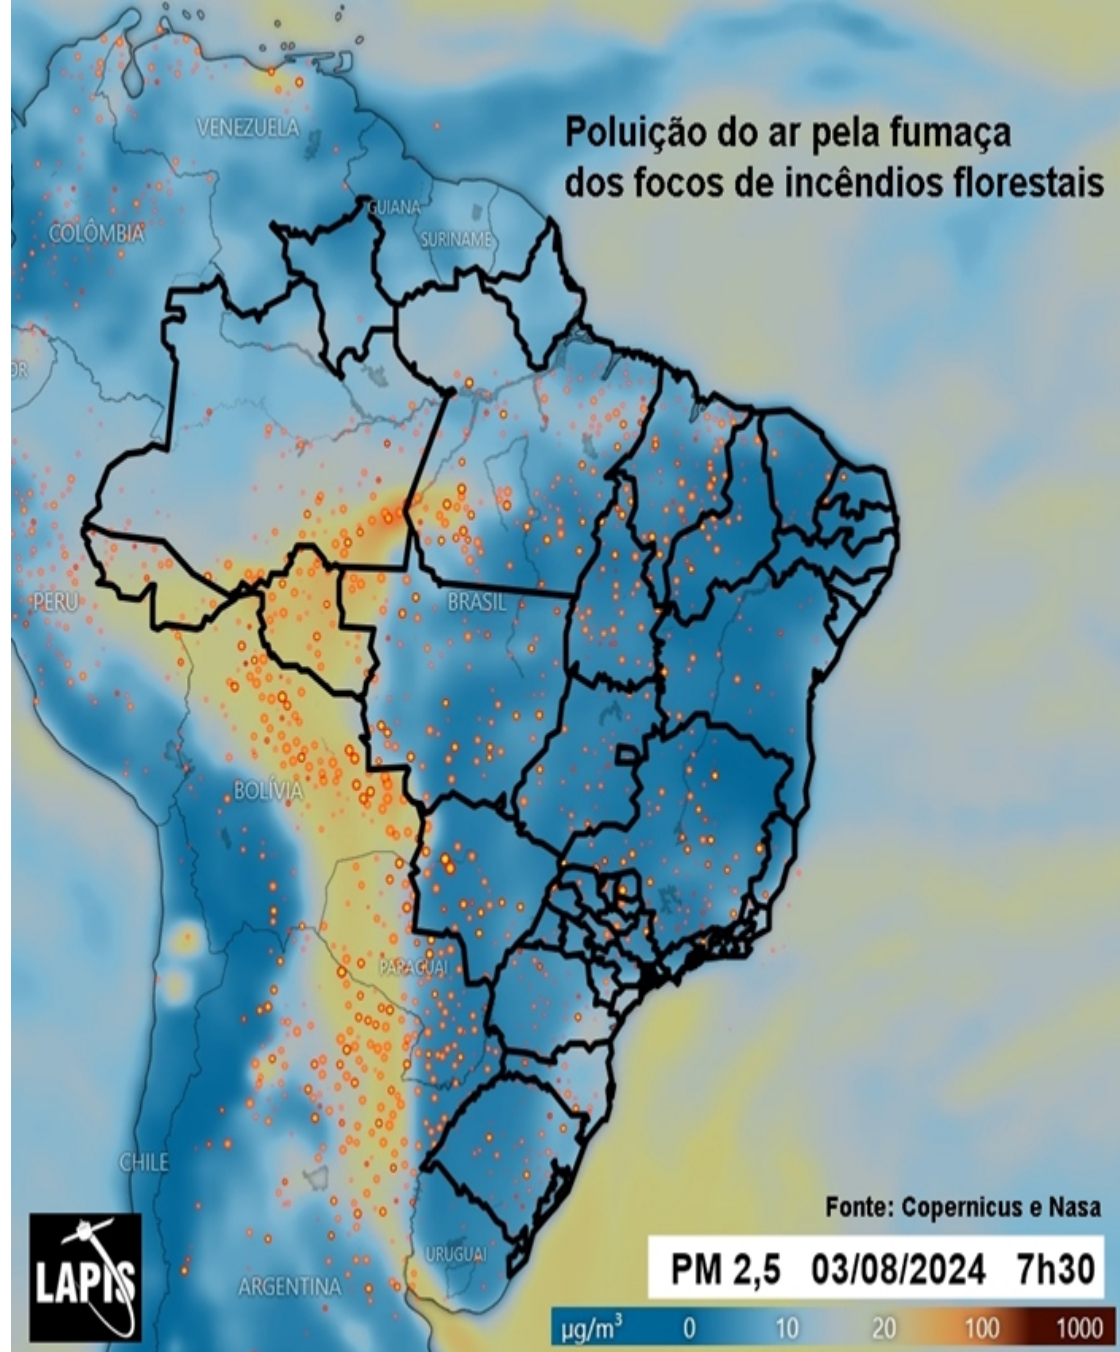 Poluição do ar pela fumaça
dos focos de incêndios florestais
VENEZUELA
GUIANA
SURINAME
COLÔMBIA
OR
PERU
BRASIL
BOLÍVIA
PARAGUAI
CHILE
URUGUAI
ARGENTINA
LAPIS
Fonte: Copernicus e Nasa
PM 2,5 03/08/2024 7h30
µg/m³ 0 10 20 100 1000